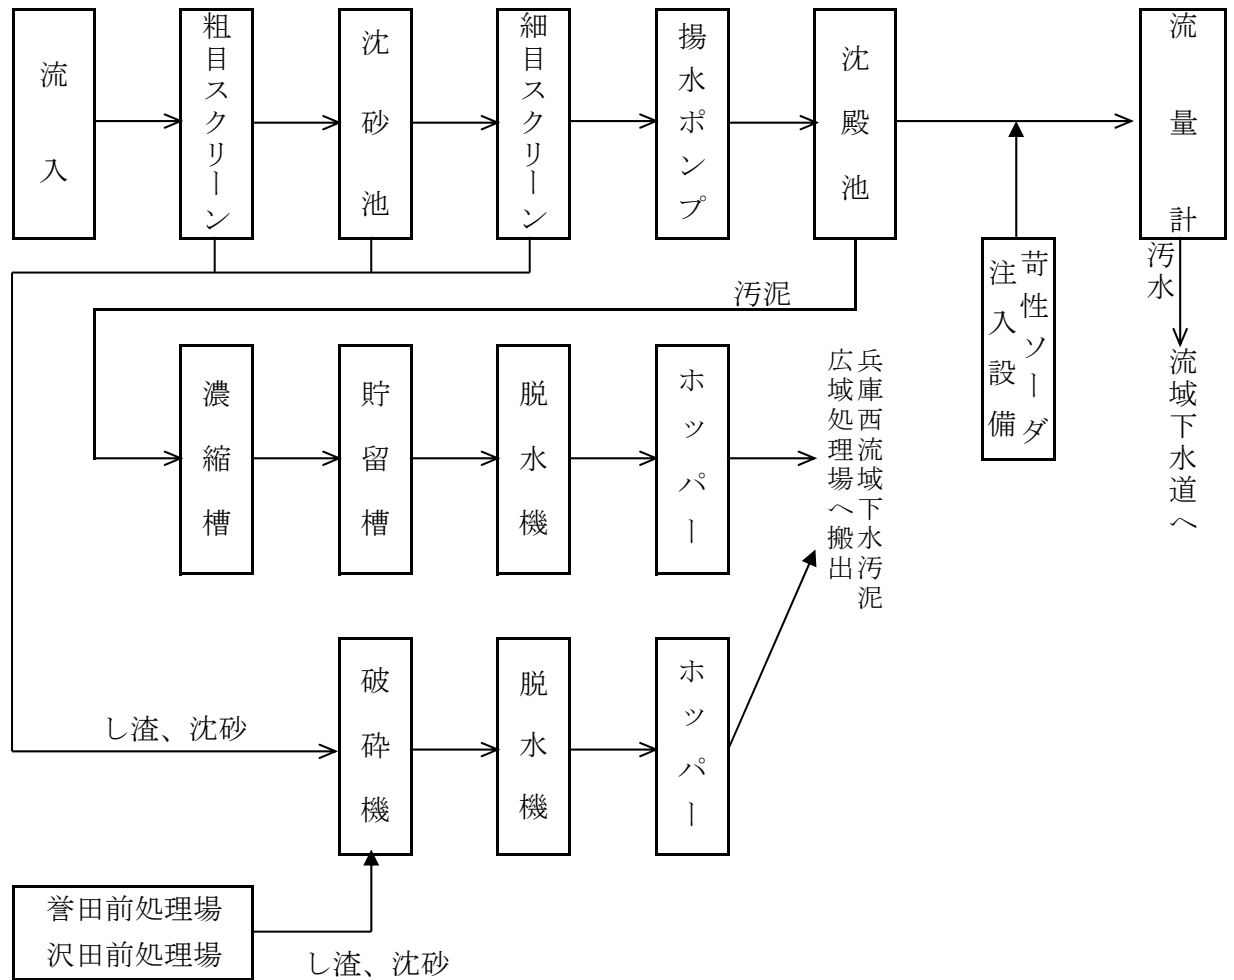 流入
粗目スクリーン
沈砂池
細目スクリーン
揚水ポンプ
沈殿池
流量計
苛性ソーダ
注入設備
汚水
流域下水道へ
汚泥
濃縮槽
貯留槽
脱水機
ホッパー
兵庫西流域下水汚泥
広域処理場へ搬出
し渣、沈砂
破砕機
脱水機
ホッパー
誉田前処理場
沢田前処理場
し渣、沈砂